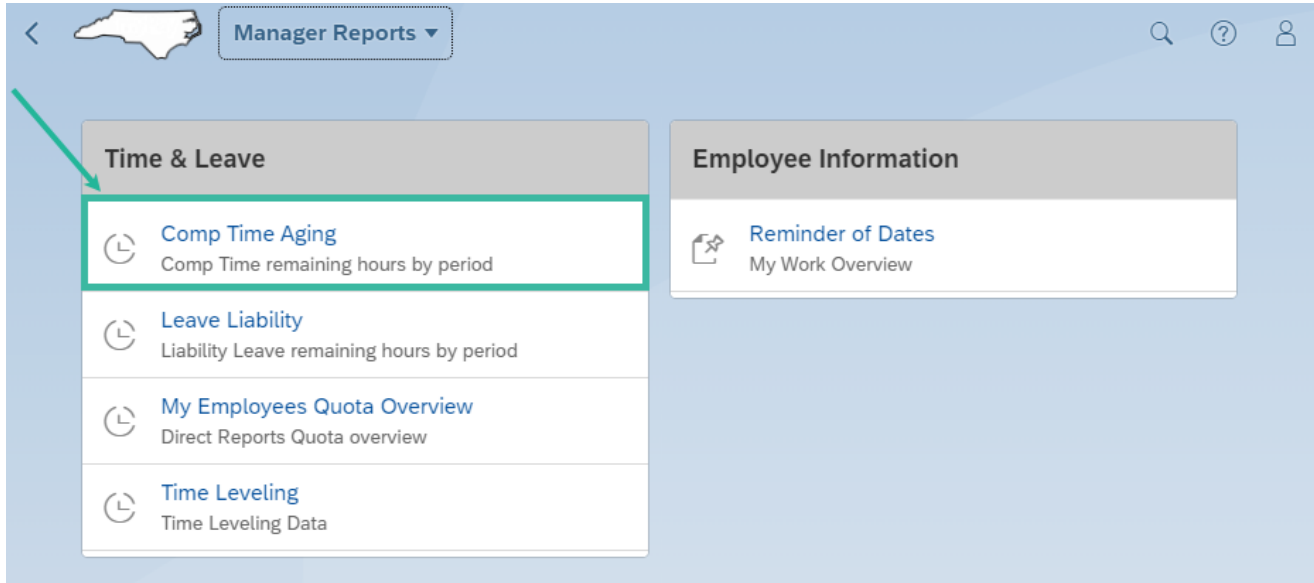 Manager Reports
Time & Leave
Comp Time Aging
Comp Time remaining hours by period
Leave Liability
Liability Leave remaining hours by period
My Employees Quota Overview
Direct Reports Quota overview
Time Leveling
Time Leveling Data
Employee Information
Reminder of Dates
My Work Overview